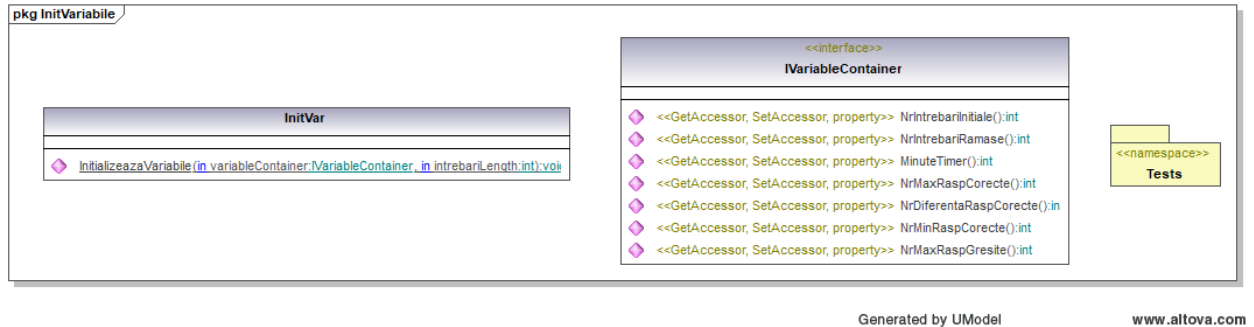 pkg InitVariabile
InitVar
InitializeazaVariabile(in variableContainer:IVariableContainer, in intrebariLength:int):voi
<<interface>>
IVariableContainer
<<GetAccessor, SetAccessor, property>> NrIntrebariInitiale():int
<<GetAccessor, SetAccessor, property>> NrIntrebariRamase():int
<<GetAccessor, SetAccessor, property>> MinuteTimer():int
<<GetAccessor, SetAccessor, property>> NrMaxRaspCorecte():int
<<GetAccessor, SetAccessor, property>> NrDiferentaRaspCorecte():in
<<GetAccessor, SetAccessor, property>> NrMinRaspCorecte():int
<<GetAccessor, SetAccessor, property>> NrMaxRaspGresite():int
<<namespace>>
Tests
Generated by UModel
www.altova.com